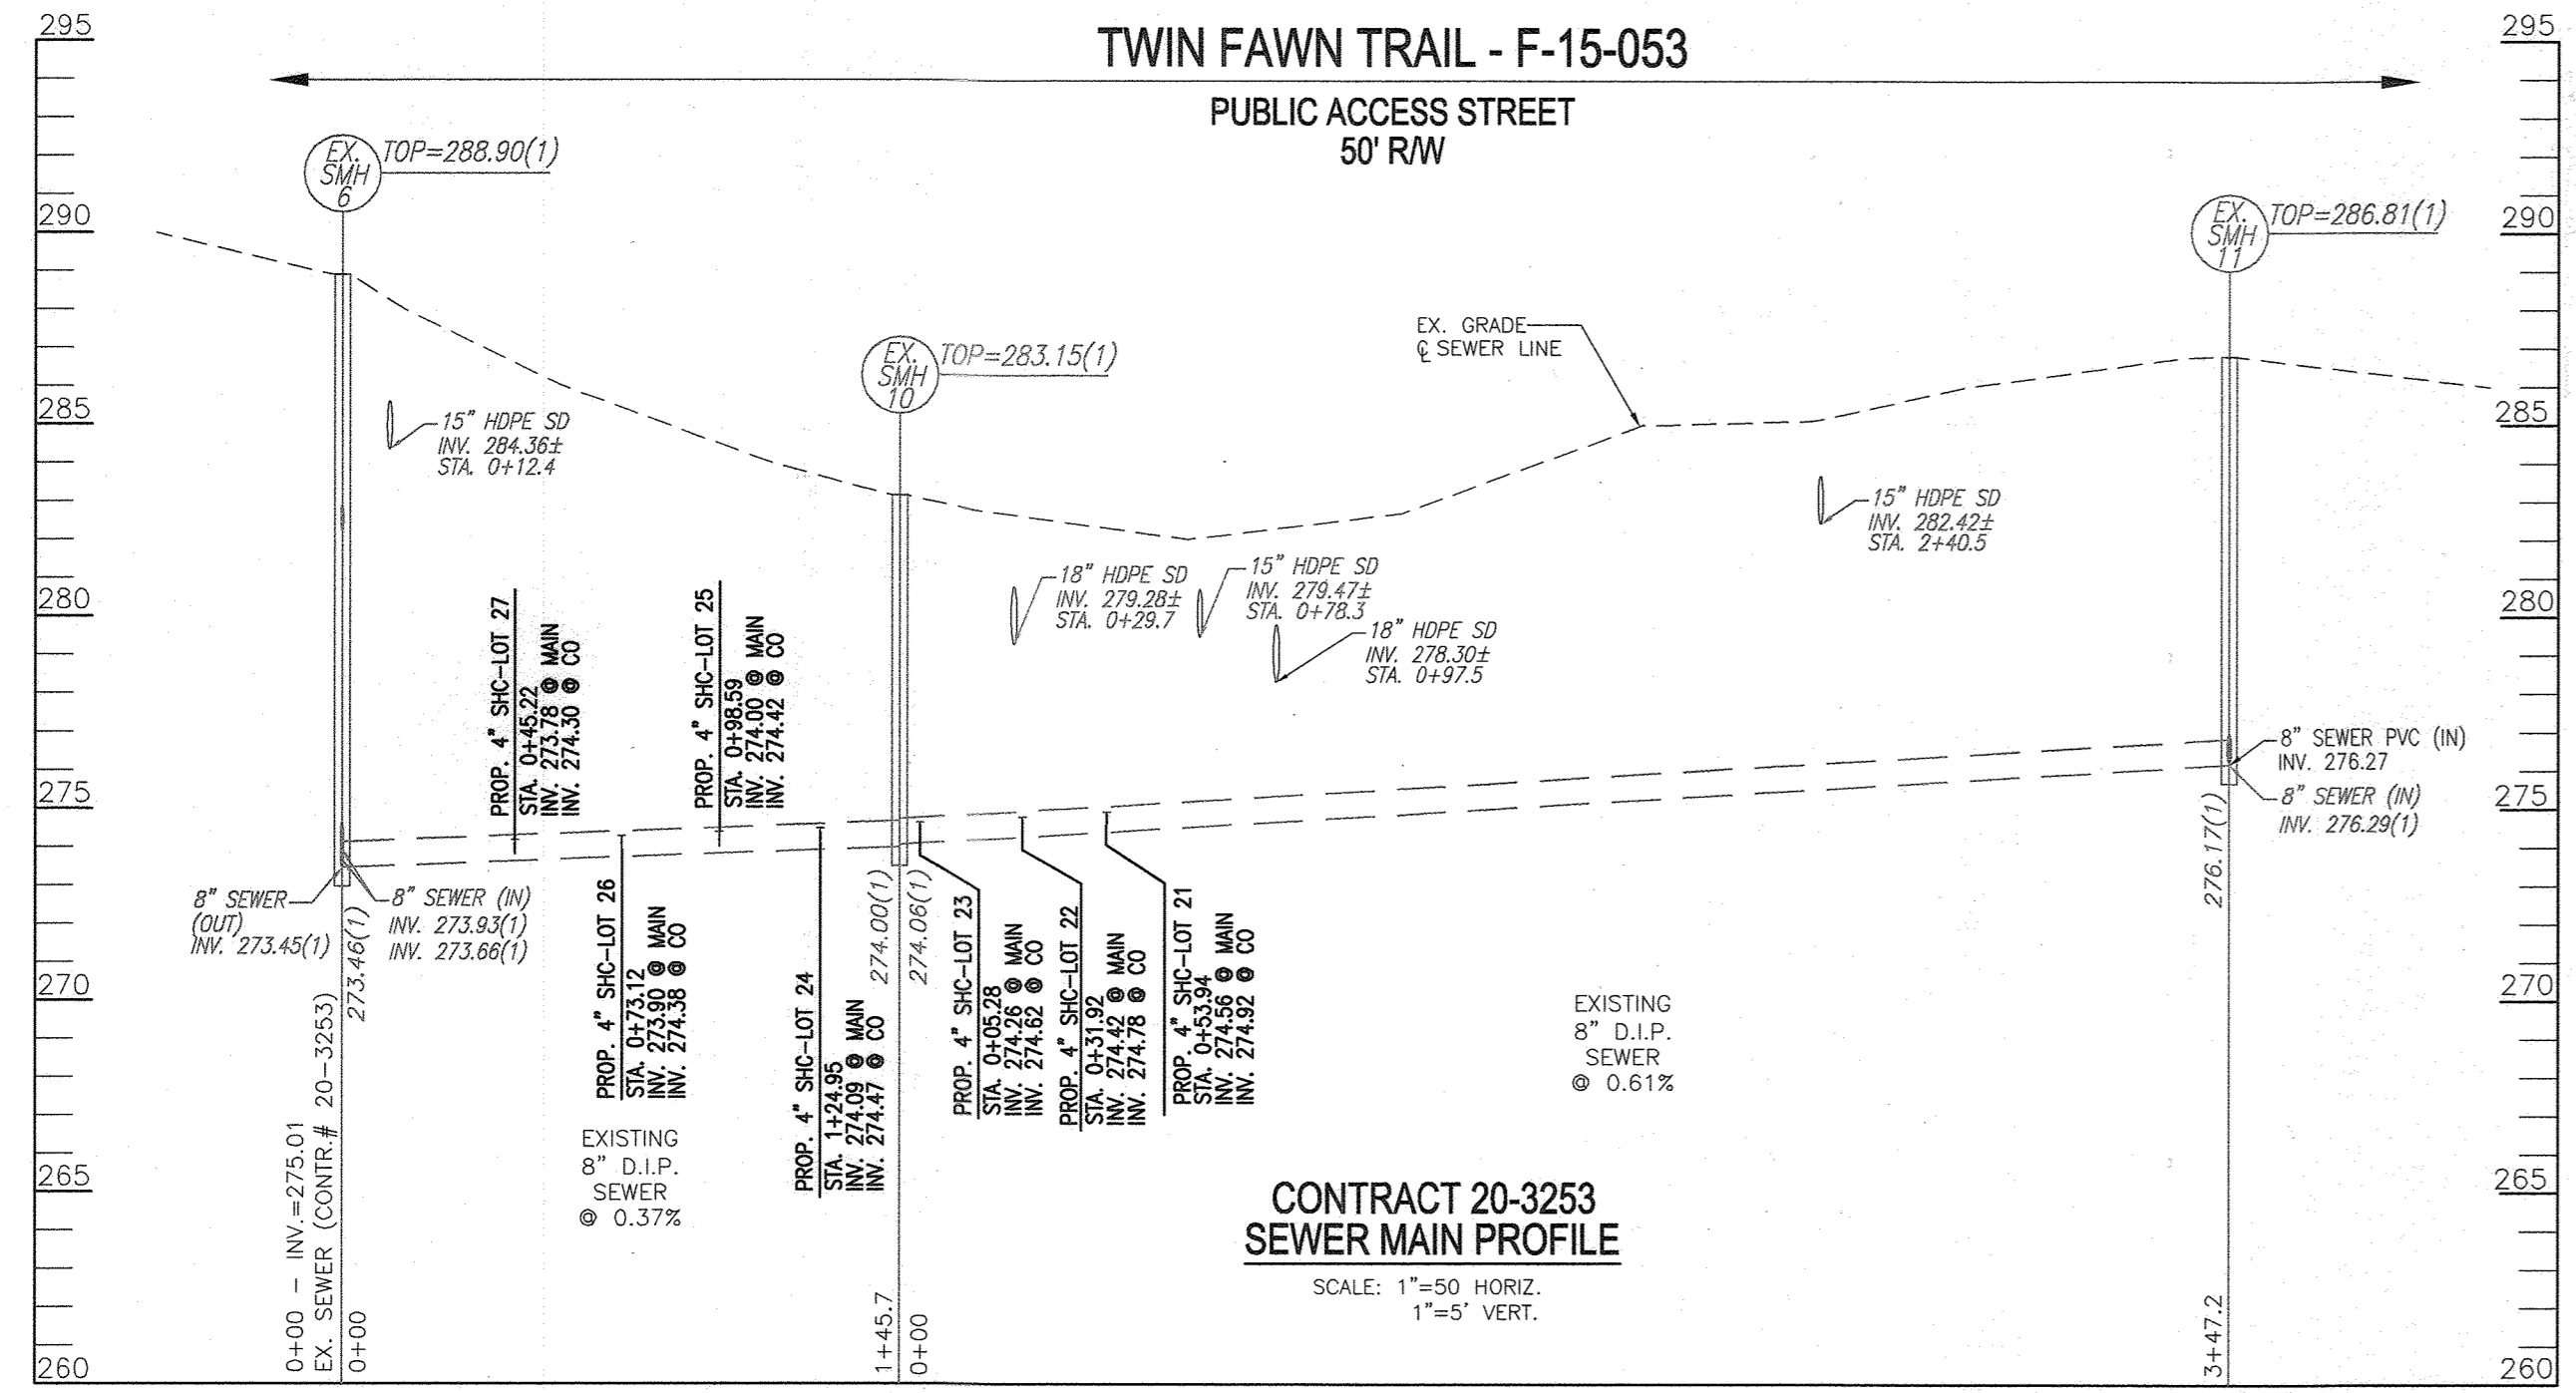 TWIN FAWN TRAIL - F-15-053
PUBLIC ACCESS STREET
50' R/W
295
290
285
280
275
270
265
260
295
290
285
280
275
270
265
260
EX.
SMH
6
TOP=288.90(1)
EX.
SMH
10
TOP=283.15(1)
EX.
SMH
11
TOP=286.81(1)
EX. GRADE
℄ SEWER LINE
15" HDPE SD
INV. 284.36±
STA. 0+12.4
18" HDPE SD
INV. 279.28±
STA. 0+29.7
15" HDPE SD
INV. 279.47±
STA. 0+78.3
18" HDPE SD
INV. 278.30±
STA. 0+97.5
15" HDPE SD
INV. 282.42±
STA. 2+40.5
PROP. 4" SHC-LOT 27
STA. 0+45.22
INV. 273.78 @ MAIN
INV. 274.30 @ CO
PROP. 4" SHC-LOT 25
STA. 0+98.59
INV. 274.00 @ MAIN
INV. 274.42 @ CO
8" SEWER PVC (IN)
INV. 276.27
8" SEWER (IN)
INV. 276.29(1)
276.17(1)
8" SEWER
(OUT)
INV. 273.45(1)
273.46(1)
8" SEWER (IN)
INV. 273.93(1)
INV. 273.66(1)
PROP. 4" SHC-LOT 26
STA. 0+73.12
INV. 273.90 @ MAIN
INV. 274.38 @ CO
PROP. 4" SHC-LOT 24
STA. 1+24.95
INV. 274.09 @ MAIN
INV. 274.47 @ CO
274.00(1)
274.06(1)
PROP. 4" SHC-LOT 23
STA. 0+05.28
INV. 274.26 @ MAIN
INV. 274.62 @ CO
PROP. 4" SHC-LOT 22
STA. 0+31.92
INV. 274.42 @ MAIN
INV. 274.78 @ CO
PROP. 4" SHC-LOT 21
STA. 0+53.94
INV. 274.56 @ MAIN
INV. 274.92 @ CO
EXISTING
8" D.I.P.
SEWER
@ 0.37%
EXISTING
8" D.I.P.
SEWER
@ 0.61%
0+00 - INV.=275.01
EX. SEWER (CONTR.# 20-3253)
0+00
1+45.7
0+00
3+47.2
CONTRACT 20-3253
SEWER MAIN PROFILE
SCALE: 1"=50 HORIZ.
1"=5' VERT.